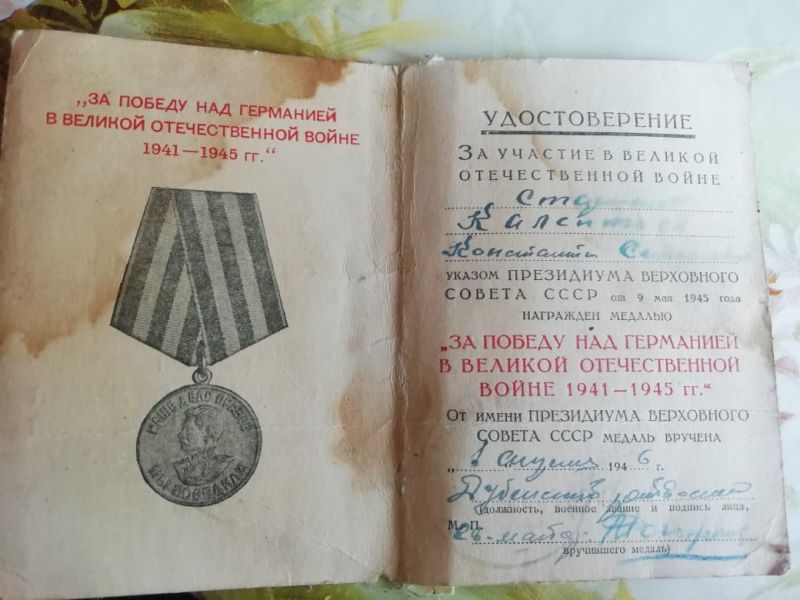 „ЗА ПОБЕДУ НАД ГЕРМАНИЕЙ
В ВЕЛИКОЙ ОТЕЧЕСТВЕННОЙ ВОЙНЕ
1941—1945 гг.“
НАШЕ ДЕЛО ПРАВОЕ
МЫ ПОБЕДИЛИ
УДОСТОВЕРЕНИЕ
ЗА УЧАСТИЕ В ВЕЛИКОЙ
ОТЕЧЕСТВЕННОЙ ВОЙНЕ
Константин
УКАЗОМ ПРЕЗИДИУМА ВЕРХОВНОГО
СОВЕТА СССР от 9 мая 1945 года
НАГРАЖДЕН МЕДАЛЬЮ
„ЗА ПОБЕДУ НАД ГЕРМАНИЕЙ
В ВЕЛИКОЙ ОТЕЧЕСТВЕННОЙ
ВОЙНЕ 1941—1945 гг.“
ОТ ИМЕНИ ПРЕЗИДИУМА ВЕРХОВНОГО
СОВЕТА СССР МЕДАЛЬ ВРУЧЕНА
1946 г.
(должность, военное звание и подпись лица,
М. П.
вручившего медаль)